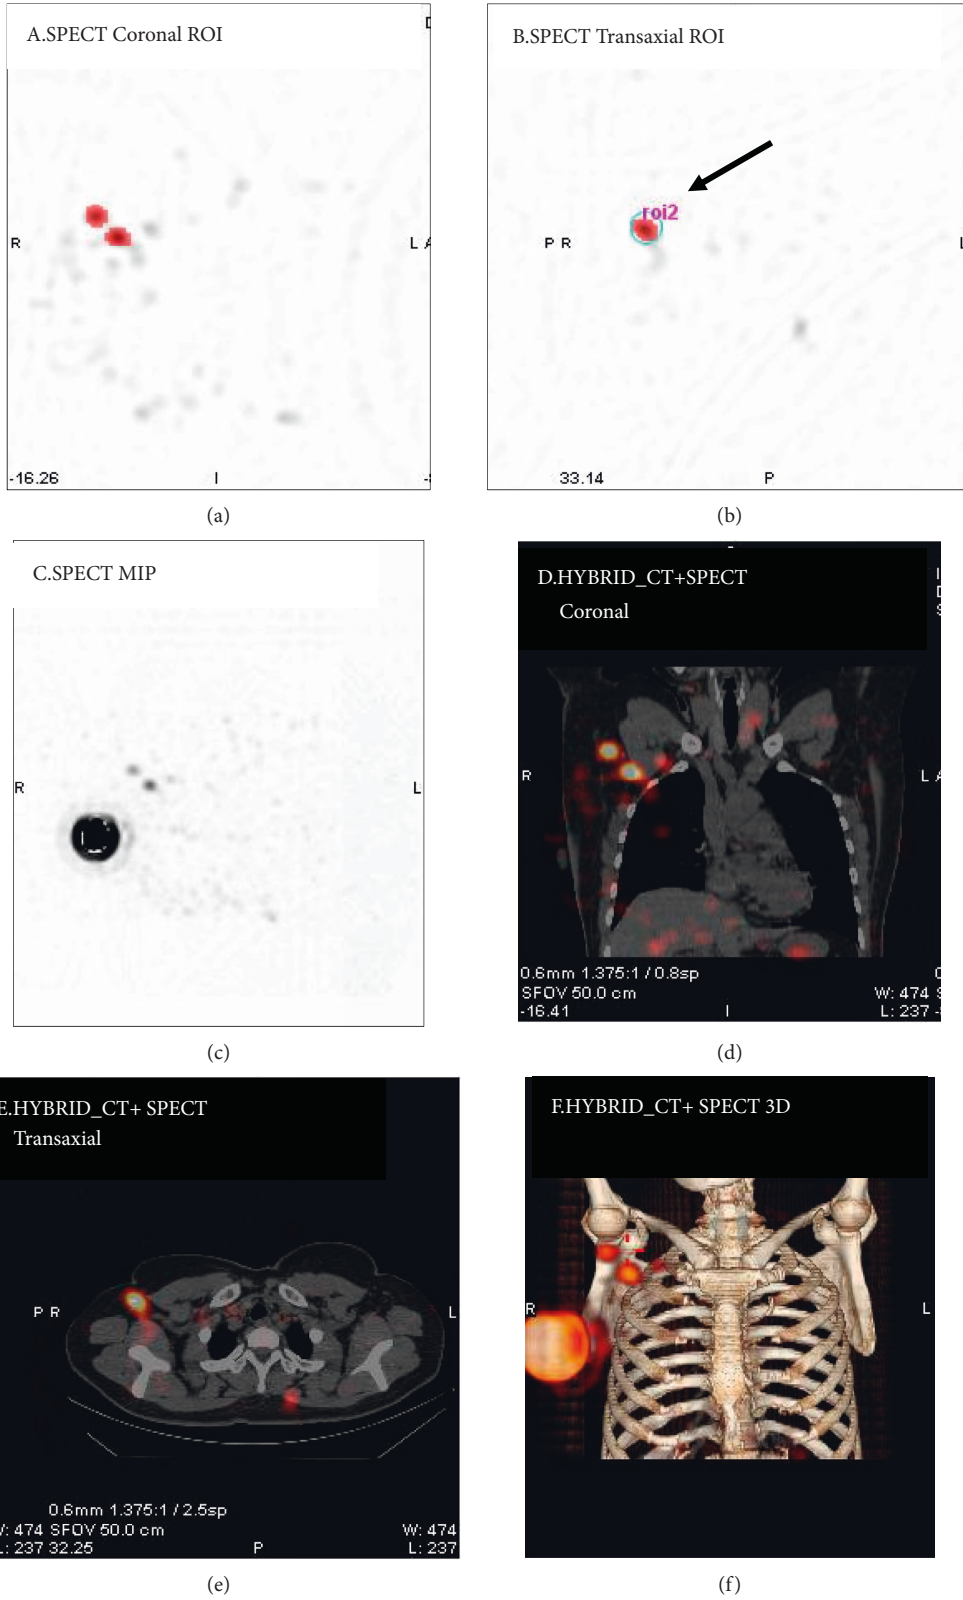 A.SPECT Coronal ROI
R
L A
-16.26
I
(a)
B.SPECT Transaxial ROI
roi2
P R
33.14
P
(b)
C.SPECT MIP
R
L
(c)
D.HYBRID_CT+SPECT
Coronal
R
L A
0.6mm 1.375:1 / 0.8sp
SFOV 50.0 cm
W: 474
-16.41
I
L: 237
(d)
E.HYBRID_CT+ SPECT
Transaxial
P R
L
0.6mm 1.375:1 / 2.5sp
: 474 SFOV 50.0 cm
W: 474
: 237 32.25
P
L: 237
(e)
F.HYBRID_CT+ SPECT 3D
R
L
(f)